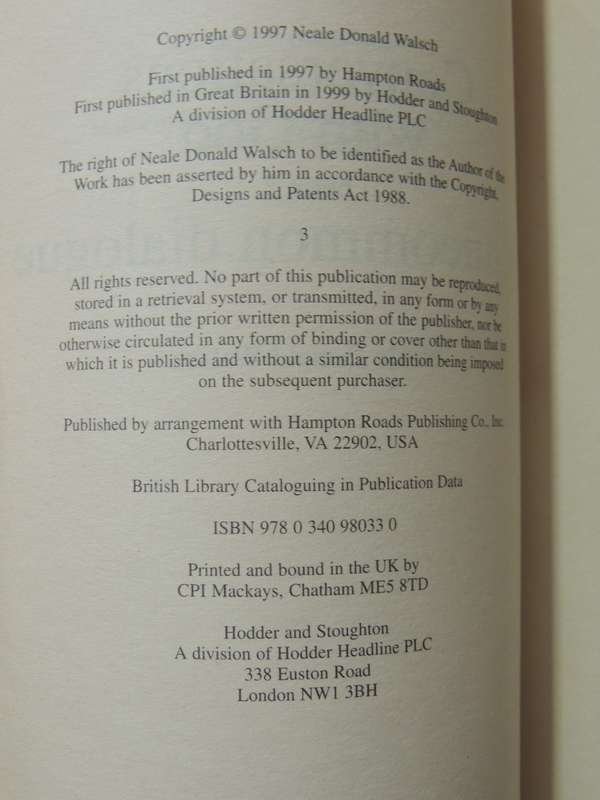 Copyright © 1997 Neale Donald Walsch
First published in 1997 by Hampton Roads
First published in Great Britain in 1999 by Hodder and Stoughton
A division of Hodder Headline PLC
The right of Neale Donald Walsch to be identified as the Author of the
Work has been asserted by him in accordance with the Copyright,
Designs and Patents Act 1988.
3
All rights reserved. No part of this publication may be reproduced,
stored in a retrieval system, or transmitted, in any form or by any
means without the prior written permission of the publisher, nor be
otherwise circulated in any form of binding or cover other than that in
which it is published and without a similar condition being imposed
on the subsequent purchaser.
Published by arrangement with Hampton Roads Publishing Co., Inc.
Charlottesville, VA 22902, USA
British Library Cataloguing in Publication Data
ISBN 978 0 340 98033 0
Printed and bound in the UK by
CPI Mackays, Chatham ME5 8TD
Hodder and Stoughton
A division of Hodder Headline PLC
338 Euston Road
London NW1 3BH